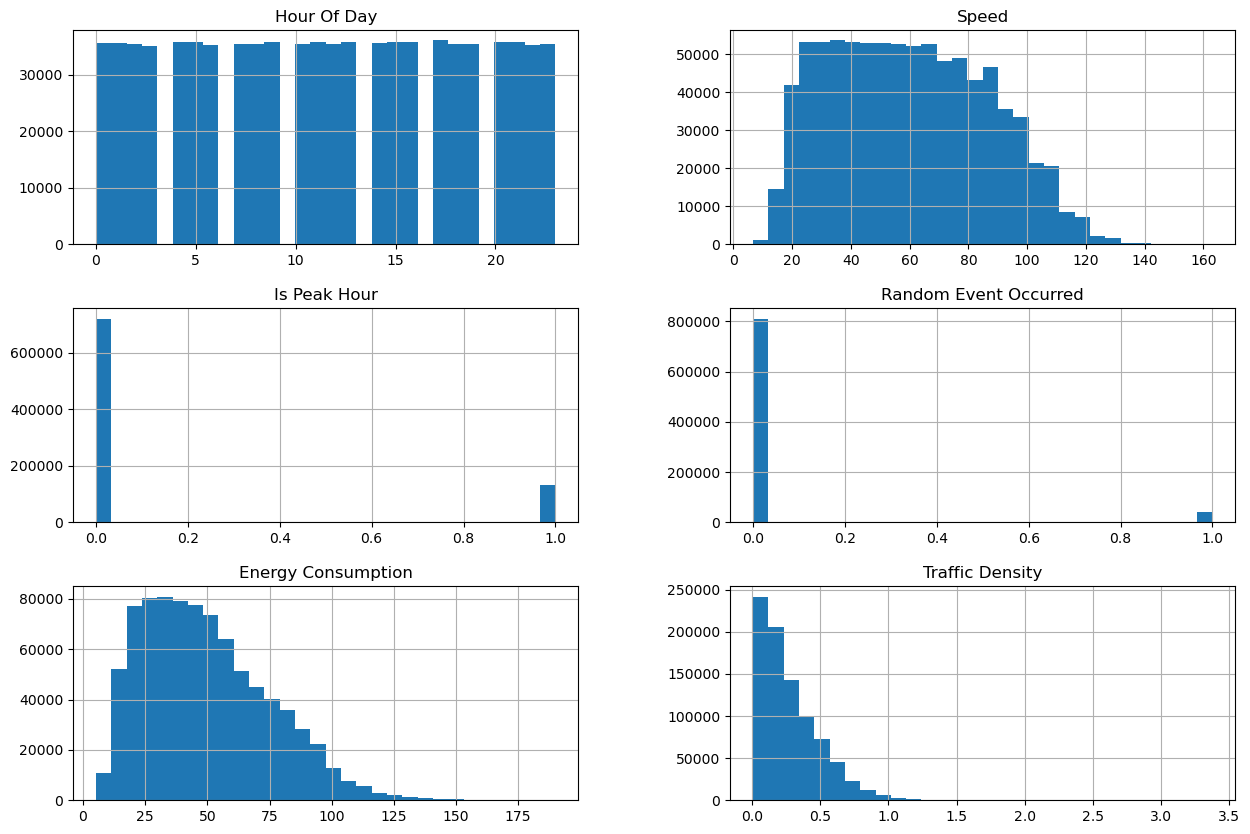 Hour Of Day
30000
20000
10000
0
0 5 10 15 20
Speed
50000
40000
30000
20000
10000
0
0 20 40 60 80 100 120 140 160
Is Peak Hour
600000
400000
200000
0
0.0 0.2 0.4 0.6 0.8 1.0
Random Event Occurred
800000
600000
400000
200000
0
0.0 0.2 0.4 0.6 0.8 1.0
Energy Consumption
80000
60000
40000
20000
0
0 25 50 75 100 125 150 175
Traffic Density
250000
200000
150000
100000
50000
0
0.0 0.5 1.0 1.5 2.0 2.5 3.0 3.5